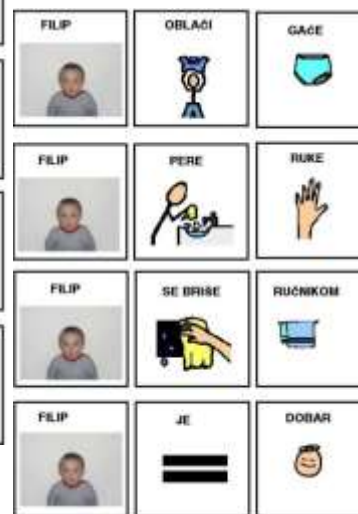 FILIP OBLAČI GAĆE
FILIP PERE RUKE
FILIP SE BRIŠE RUČNIKOM
FILIP JE DOBAR